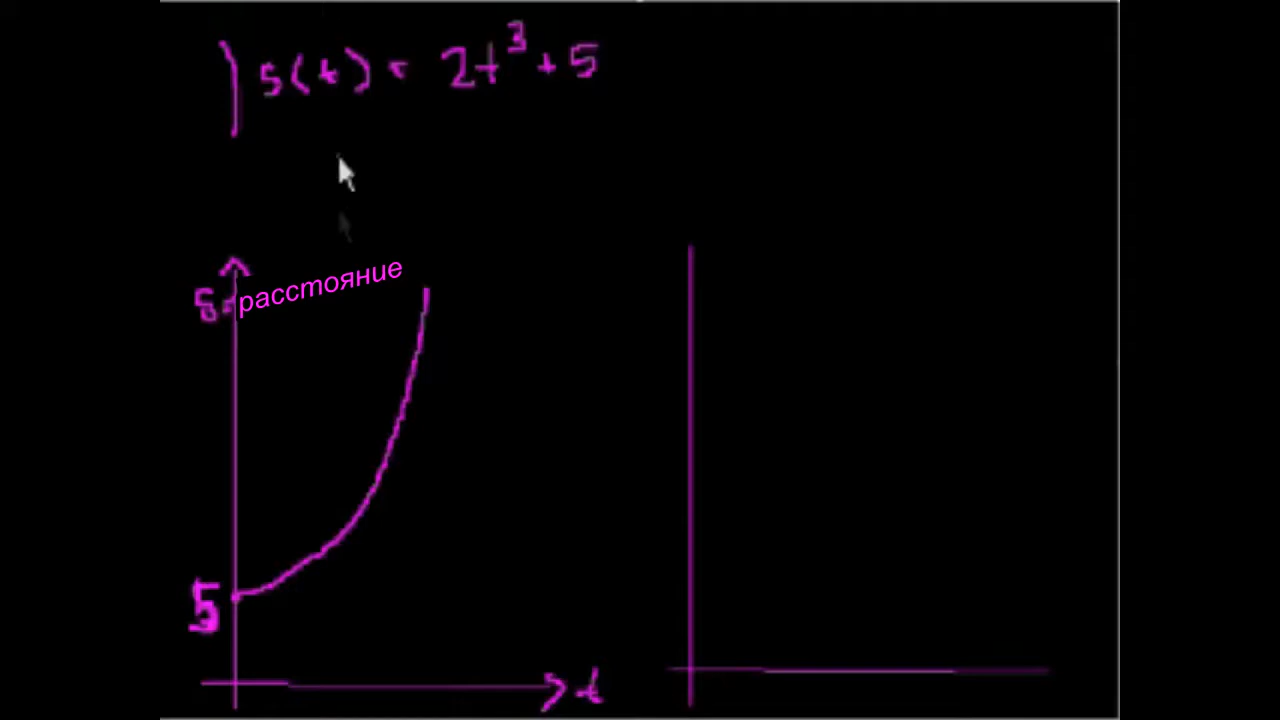 s(t) = 2t³ + 5
расстояние
5
t